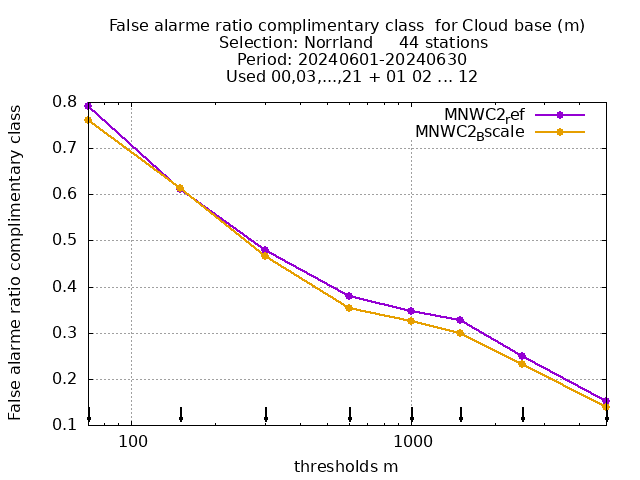 False alarme ratio complimentary class  for Cloud base (m)
Selection: Norrland     44 stations
Period: 20240601-20240630
Used 00,03,...,21 + 01 02 ... 12
MNWC2ref
MNWC2Bscale
False alarme ratio complimentary class
0.8
0.7
0.6
0.5
0.4
0.3
0.2
0.1
100
1000
thresholds m